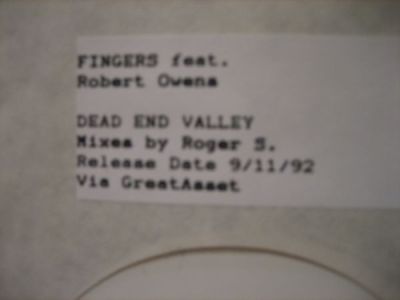 FINGERS feat.
Robert Owens
DEAD END VALLEY
Mixes by Roger S.
Release Date 9/11/92
Via GreatAsset